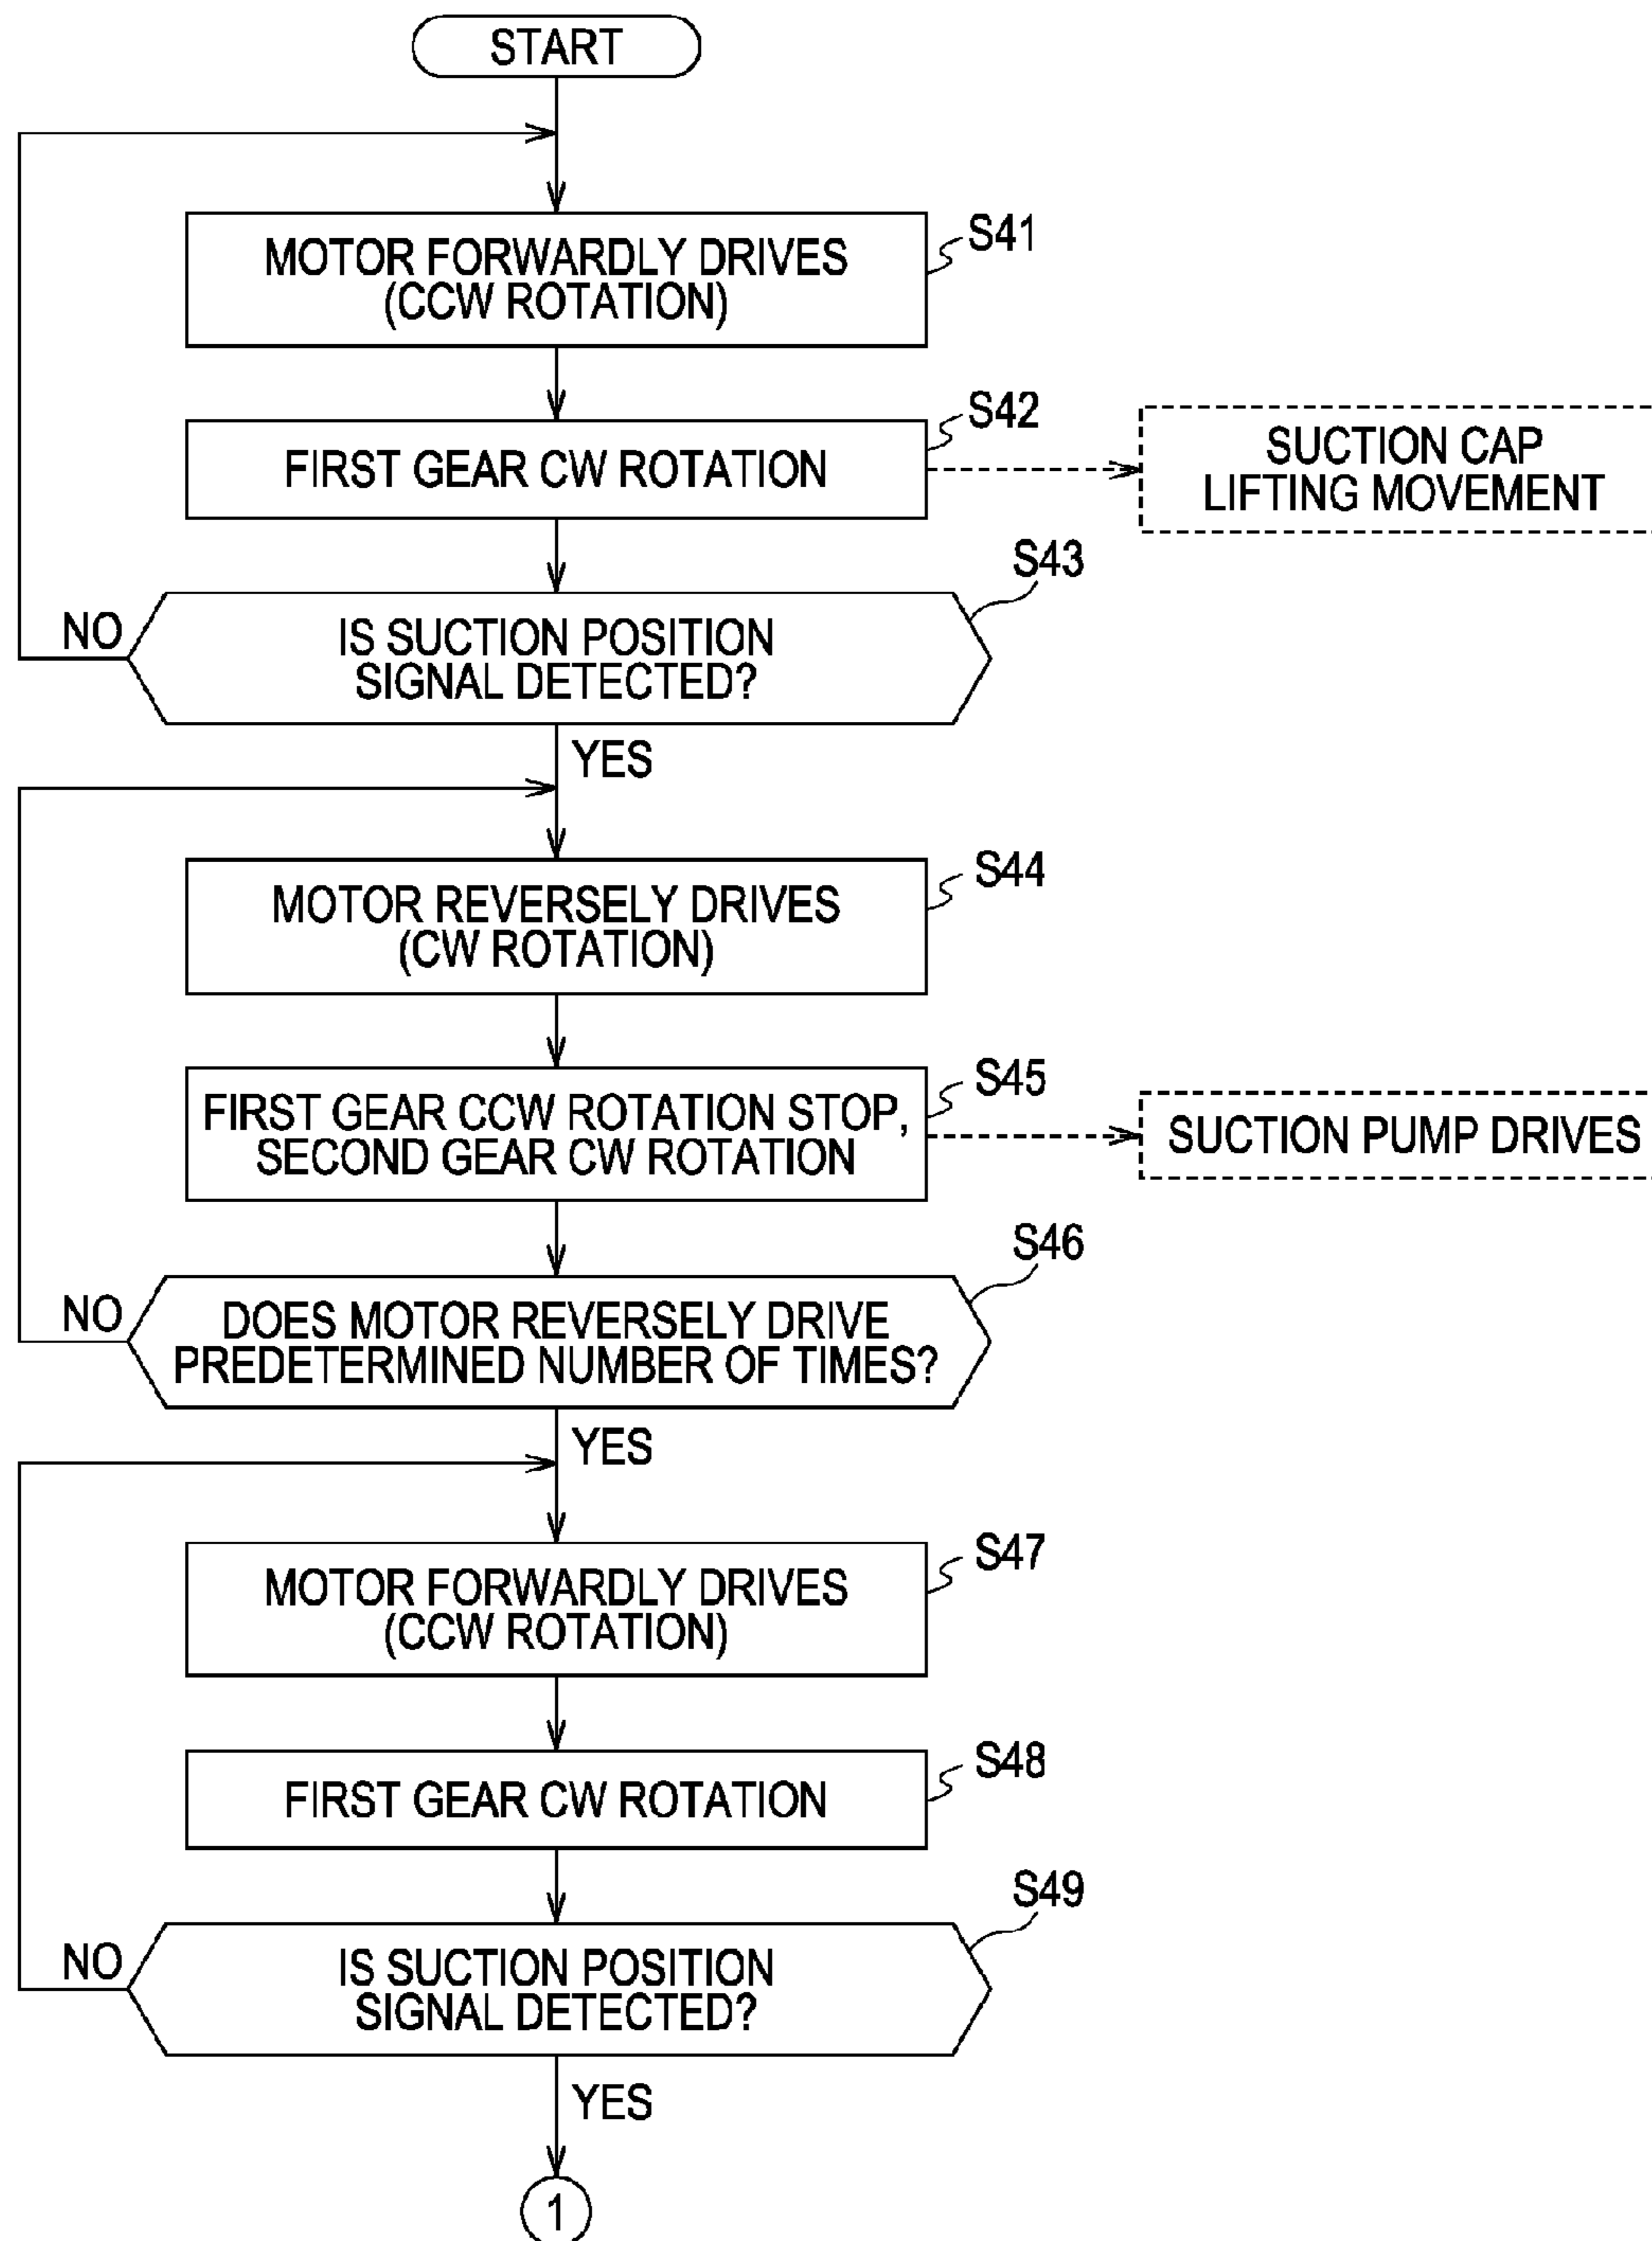 START
MOTOR FORWARDLY DRIVES
(CCW ROTATION)
S41
FIRST GEAR CW ROTATION
S42
SUCTION CAP
LIFTING MOVEMENT
IS SUCTION POSITION
SIGNAL DETECTED?
S43
NO
YES
MOTOR REVERSELY DRIVES
(CW ROTATION)
S44
FIRST GEAR CCW ROTATION STOP,
SECOND GEAR CW ROTATION
S45
SUCTION PUMP DRIVES
DOES MOTOR REVERSELY DRIVE
PREDETERMINED NUMBER OF TIMES?
S46
NO
YES
MOTOR FORWARDLY DRIVES
(CCW ROTATION)
S47
FIRST GEAR CW ROTATION
S48
IS SUCTION POSITION
SIGNAL DETECTED?
S49
NO
YES
1